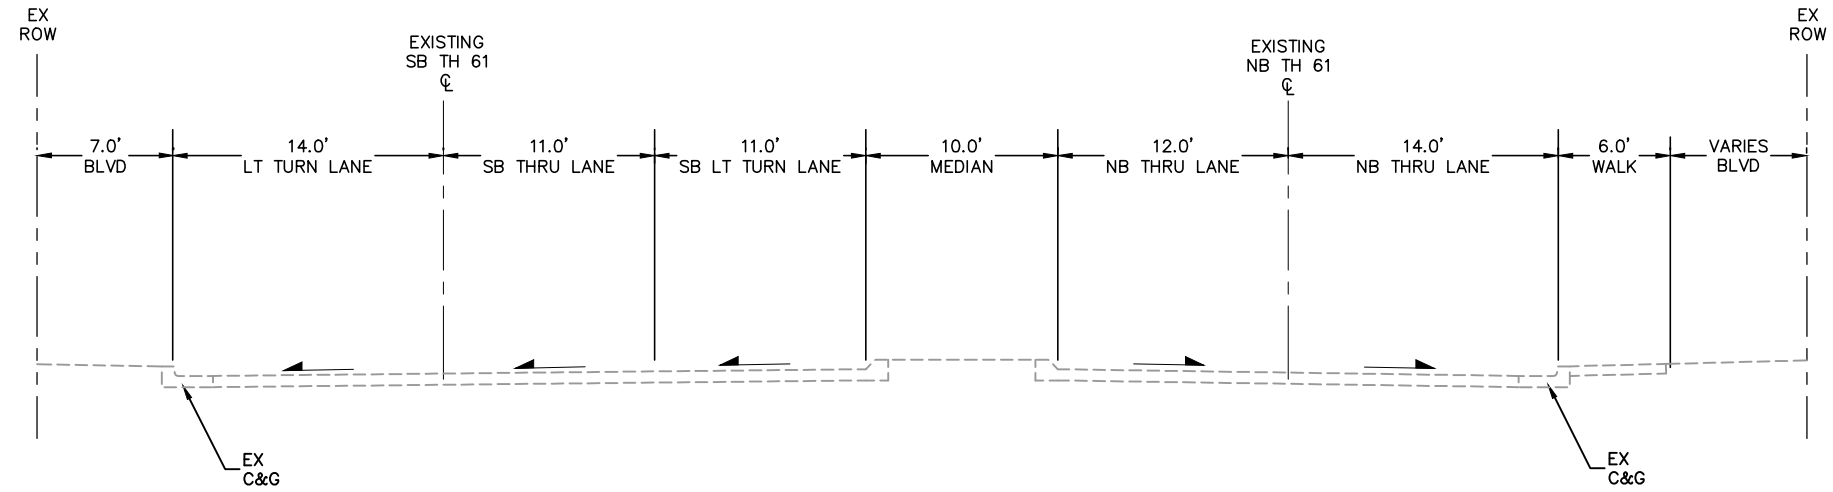 EX
ROW
EXISTING
SB TH 61
℄
EXISTING
NB TH 61
℄
EX
ROW
7.0'
BLVD
14.0'
LT TURN LANE
11.0'
SB THRU LANE
11.0'
SB LT TURN LANE
10.0'
MEDIAN
12.0'
NB THRU LANE
14.0'
NB THRU LANE
6.0'
WALK
VARIES
BLVD
EX
C&G
EX
C&G